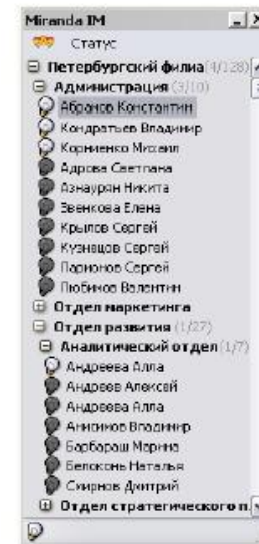 Miranda IM
Статус
Петербургский филиа (4/128)
Администрация (3/10)
Абрамов Константин
Кондратьев Владимир
Корниенко Михаил
Адрова Светлана
Азнаурян Никита
Звенкова Елена
Крылов Сергей
Кузнецов Сергей
Ларионов Сергей
Любимов Валентин
Отдел маркетинга
Отдел развития (1/27)
Аналитический отдел (1/7)
Андреева Алла
Андреев Алексей
Андреева Алла
Анисимов Владимир
Барбараш Марина
Белоконь Наталья
Смирнов Дмитрий
Отдел стратегического п.